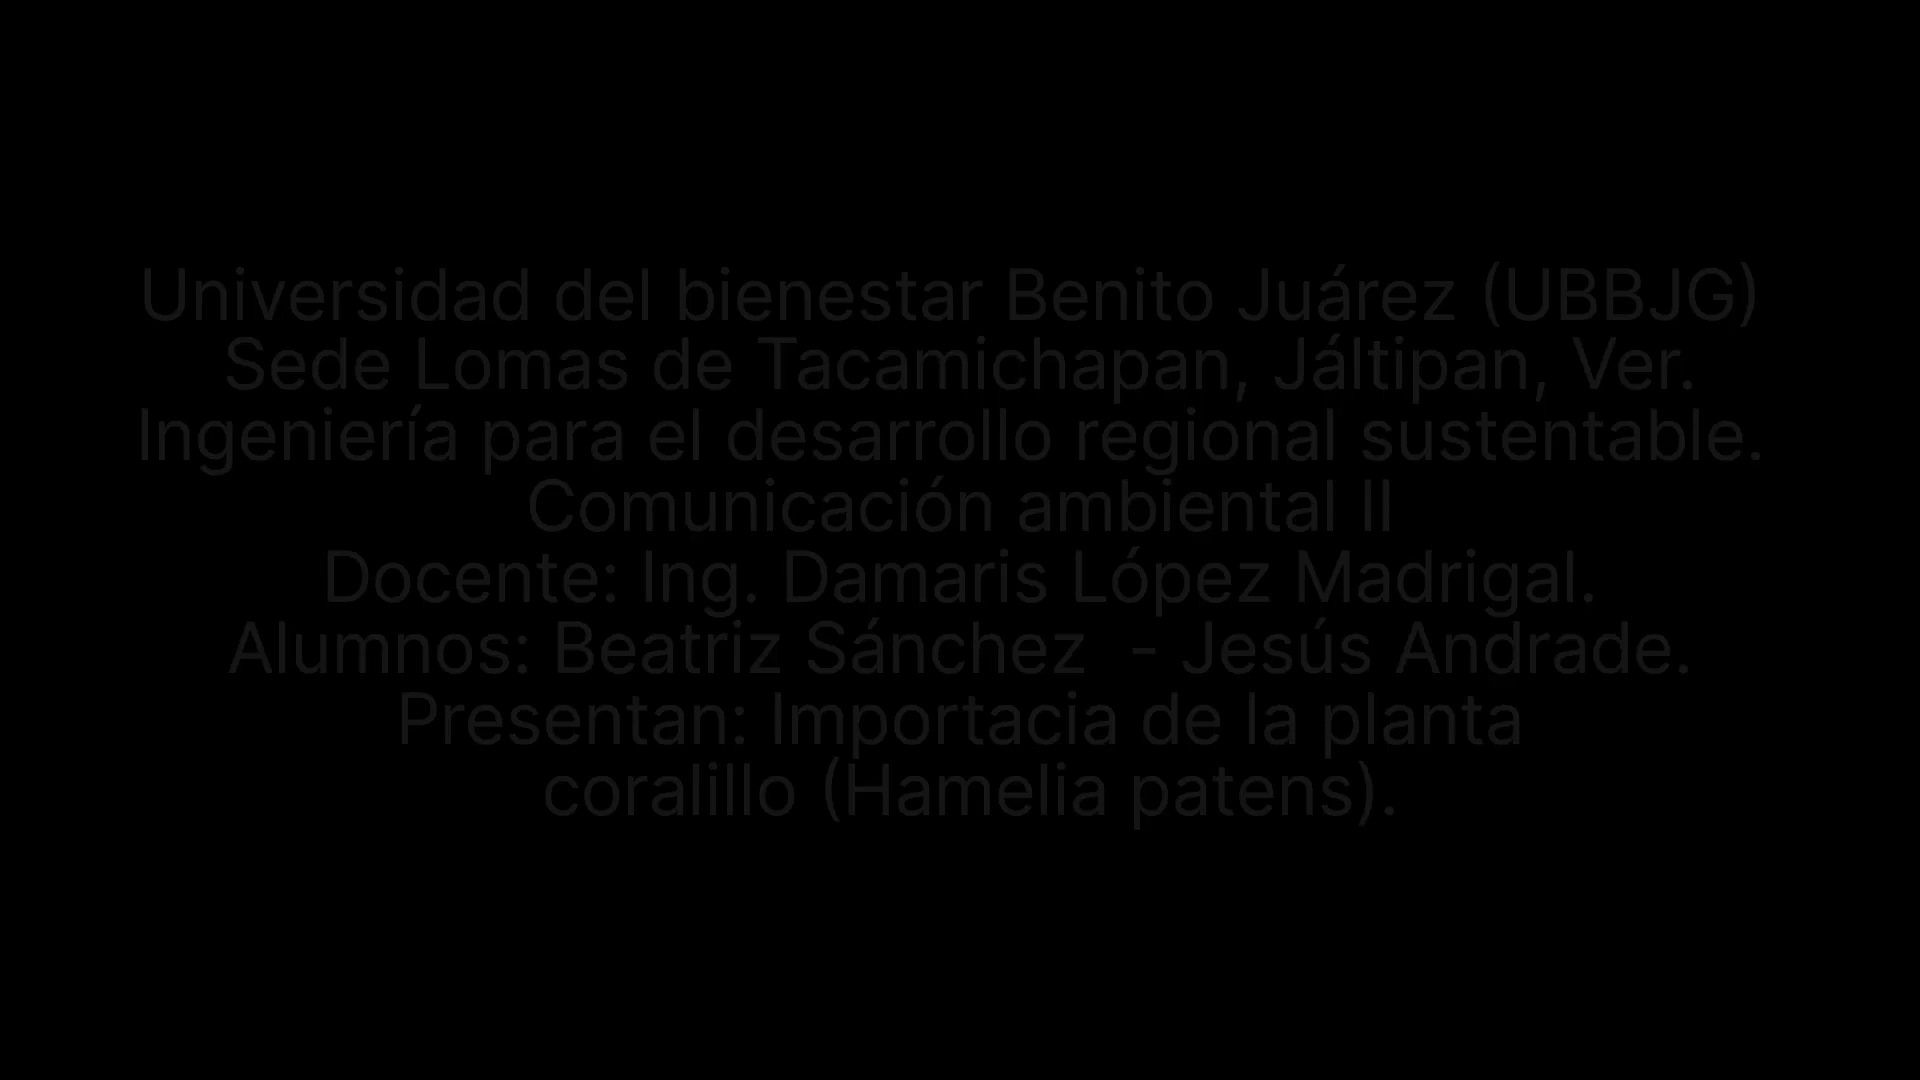 Universidad del bienestar Benito Juárez (UBBJG)
Sede Lomas de Tacamichapan, Jáltipan, Ver.
Ingeniería para el desarrollo regional sustentable.
Comunicación ambiental II
Docente: Ing. Damaris López Madrigal.
Alumnos: Beatriz Sánchez  - Jesús Andrade.
Presentan: Importacia de la planta
coralillo (Hamelia patens).